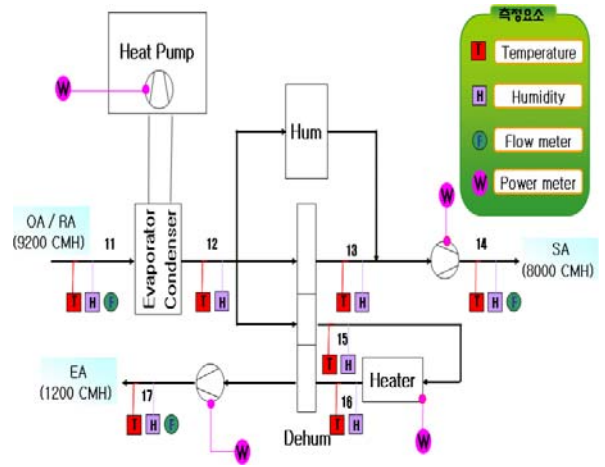 측정요소
T Temperature
H Humidity
F Flow meter
W Power meter
Heat Pump
W
Hum
W
OA / RA
(9200 CMH)
11
Evaporator
Condenser
12
13
14
SA
(8000 CMH)
T H F
T H
T H
T H F
15
T H
EA
(1200 CMH)
17
Heater
16
T H F
T H
Dehum
W
W